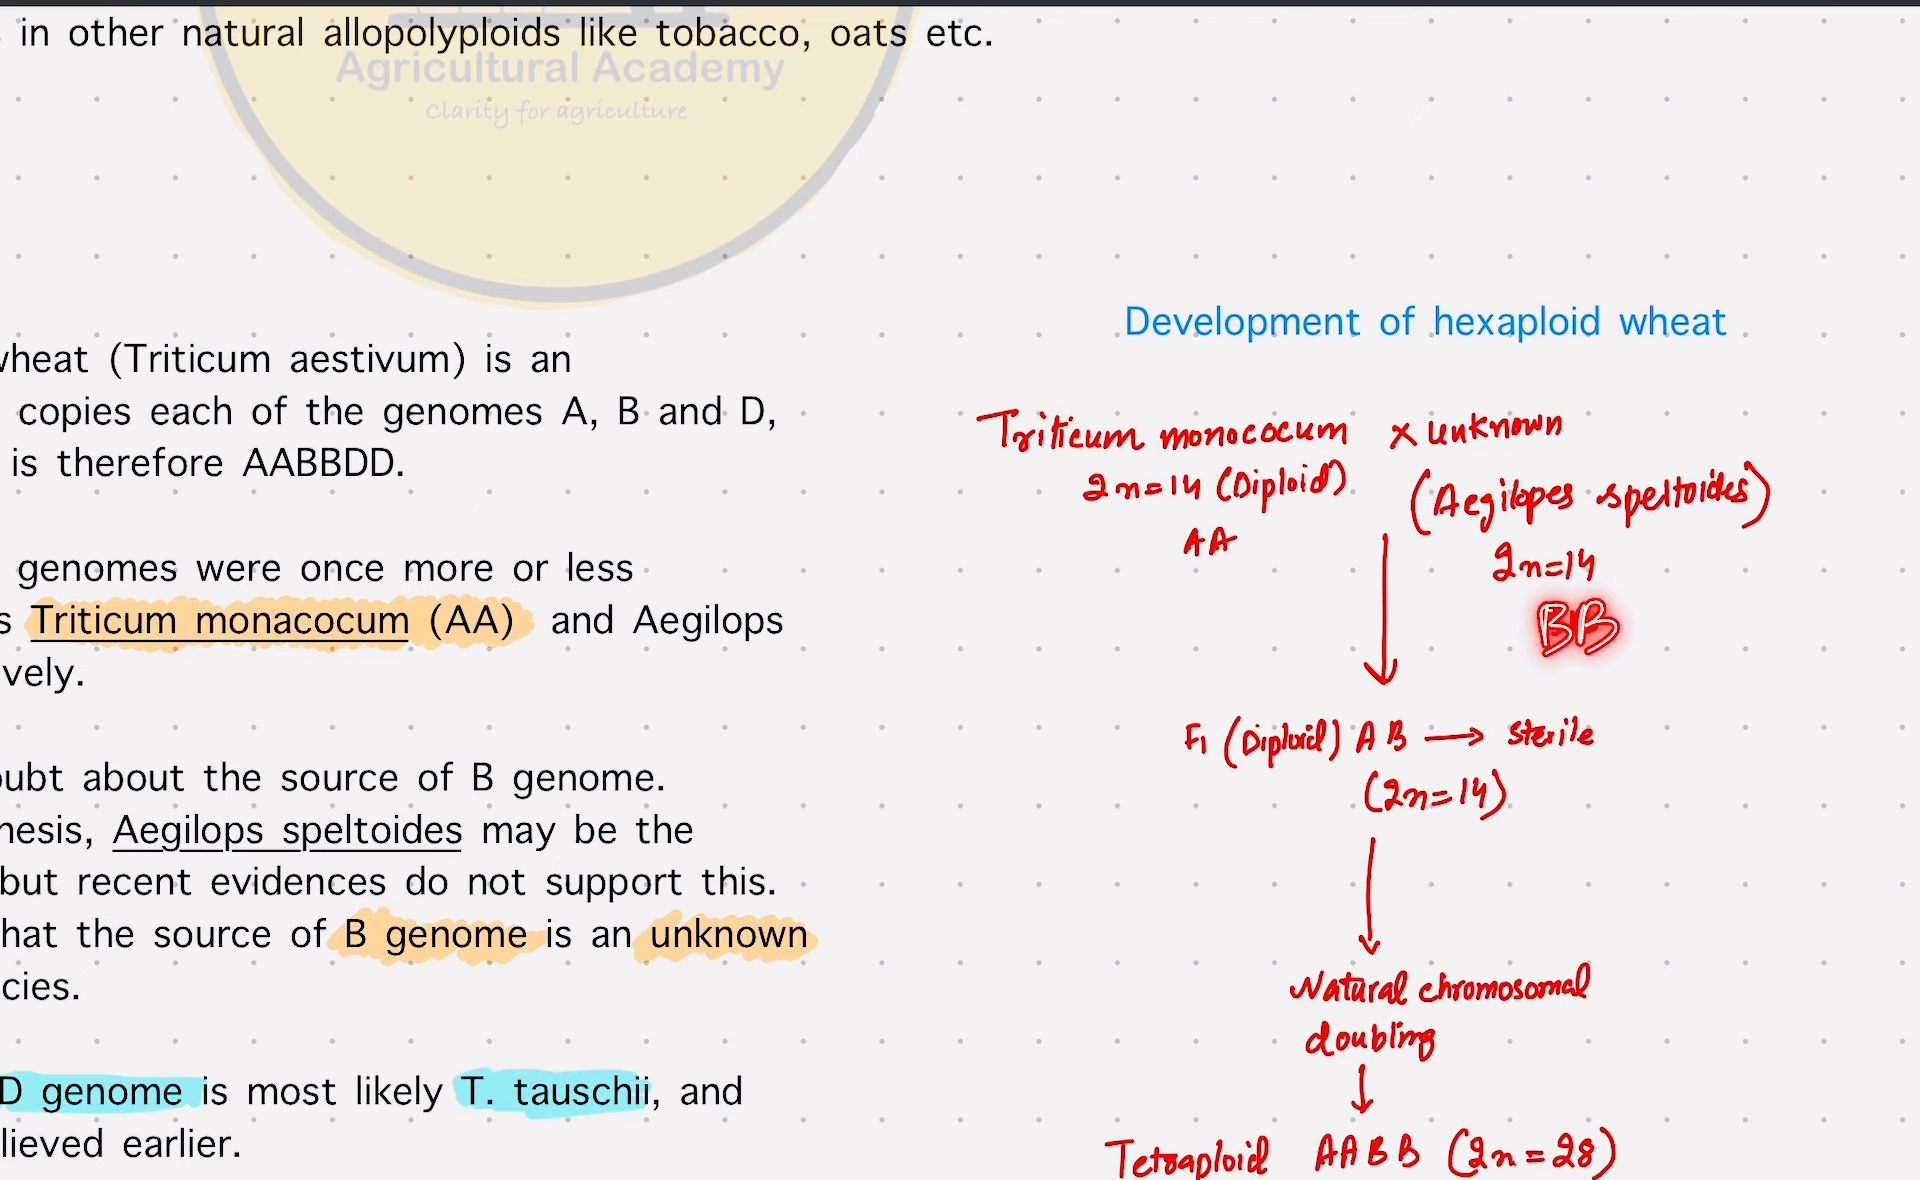 in other natural allopolyploids like tobacco, oats etc.
Agricultural Academy
Clarity for agriculture
wheat (Triticum aestivum) is an
copies each of the genomes A, B and D,
is therefore AABBDD.
genomes were once more or less
s Triticum monacocum (AA) and Aegilops
vely.
oubt about the source of B genome.
hesis, Aegilops speltoides may be the
but recent evidences do not support this.
hat the source of B genome is an unknown
cies.
D genome is most likely T. tauschii, and
lieved earlier.
Development of hexaploid wheat
Triticum monococum x unknown
2n=14 (Diploid) (Aegilopes speltoides)
AA 2n=14
BB
F1 (Diploid) AB → sterile
(2n=14)
Natural chromosomal
doubling
Tetraploid AABB (2n=28)